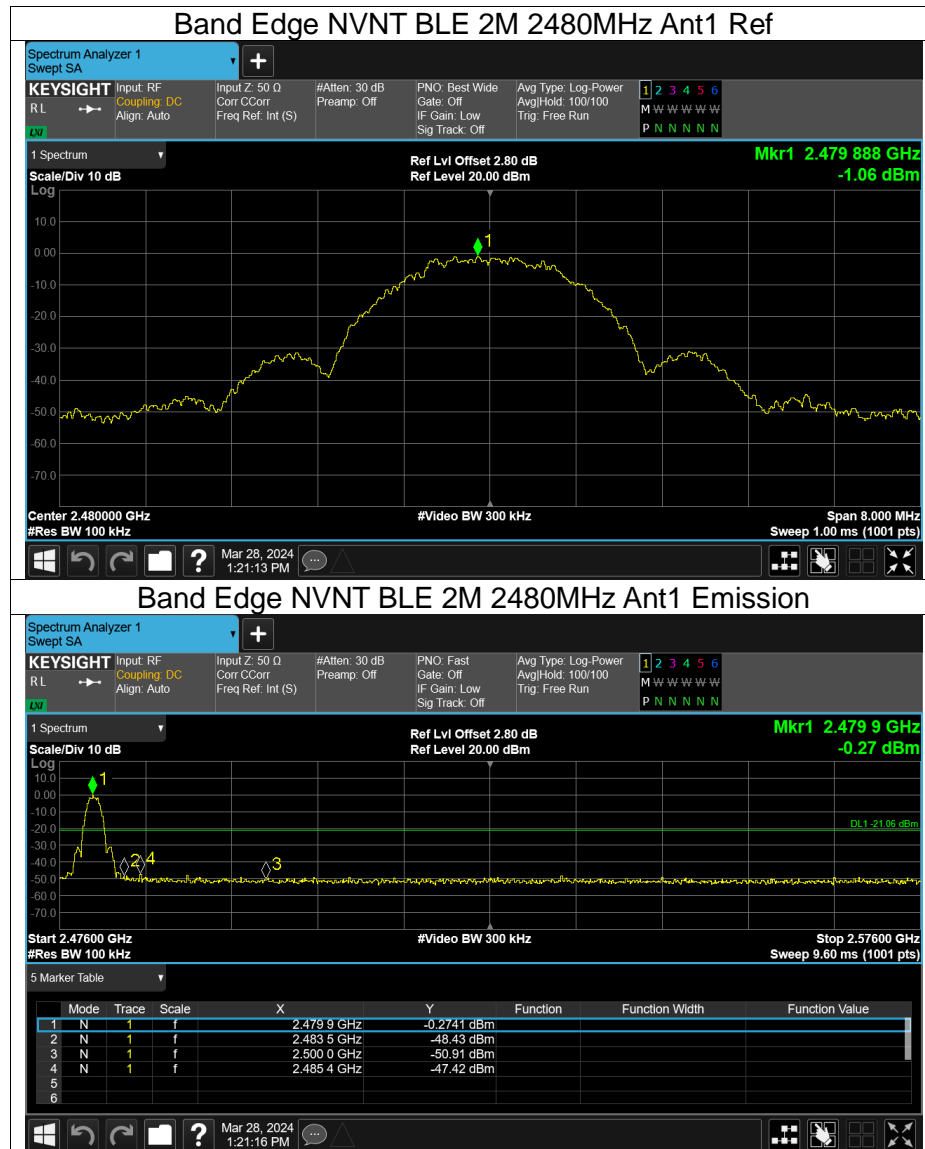 Band Edge NVNT BLE 2M 2480MHz Ant1 Ref
Spectrum Analyzer 1
Swept SA
+
KEYSIGHT Input: RF Input Z: 50 Ω #Atten: 30 dB PNO: Best Wide Avg Type: Log-Power 1 2 3 4 5 6
R L Coupling: DC Corr CCorr Preamp: Off Gate: Off Avg|Hold: 100/100 M W W W W W
Align: Auto Freq Ref: Int (S) IF Gain: Low Trig: Free Run
LXI Sig Track: Off P N N N N N
1 Spectrum Ref Lvl Offset 2.80 dB Mkr1 2.479 888 GHz
Scale/Div 10 dB Ref Level 20.00 dBm -1.06 dBm
Log
10.0
1
0.00
-10.0
-20.0
-30.0
-40.0
-50.0
-60.0
-70.0
Center 2.480000 GHz #Video BW 300 kHz Span 8.000 MHz
#Res BW 100 kHz Sweep 1.00 ms (1001 pts)
? Mar 28, 2024
1:21:13 PM
Band Edge NVNT BLE 2M 2480MHz Ant1 Emission
Spectrum Analyzer 1
Swept SA
+
KEYSIGHT Input: RF Input Z: 50 Ω #Atten: 30 dB PNO: Fast Avg Type: Log-Power 1 2 3 4 5 6
R L Coupling: DC Corr CCorr Preamp: Off Gate: Off Avg|Hold: 100/100 M W W W W W
Align: Auto Freq Ref: Int (S) IF Gain: Low Trig: Free Run
LXI Sig Track: Off P N N N N N
1 Spectrum Ref Lvl Offset 2.80 dB Mkr1 2.479 9 GHz
Scale/Div 10 dB Ref Level 20.00 dBm -0.27 dBm
Log
10.0 1
0.00
-10.0
-20.0 DL1 -21.06 dBm
-30.0
-40.0 2 4 3
-50.0
-60.0
-70.0
Start 2.47600 GHz #Video BW 300 kHz Stop 2.57600 GHz
#Res BW 100 kHz Sweep 9.60 ms (1001 pts)
5 Marker Table
Mode Trace Scale X Y Function Function Width Function Value
1 N 1 f 2.479 9 GHz -0.2741 dBm
2 N 1 f 2.483 5 GHz -48.43 dBm
3 N 1 f 2.500 0 GHz -50.91 dBm
4 N 1 f 2.485 4 GHz -47.42 dBm
5
6
? Mar 28, 2024
1:21:16 PM